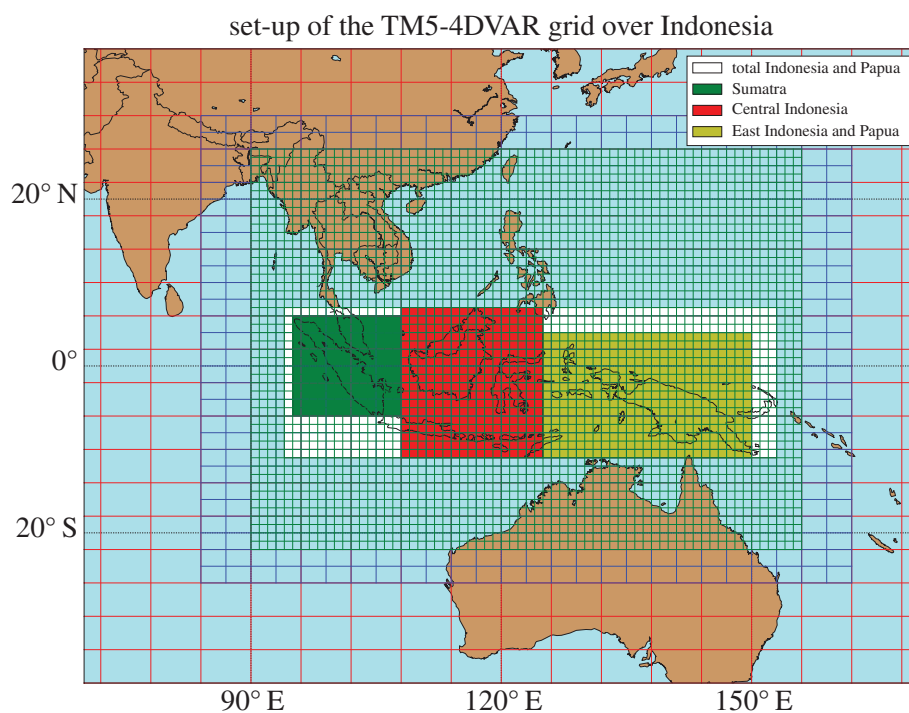 set-up of the TM5-4DVAR grid over Indonesia
total Indonesia and Papua
Sumatra
Central Indonesia
East Indonesia and Papua
20° N
0°
20° S
90° E
120° E
150° E